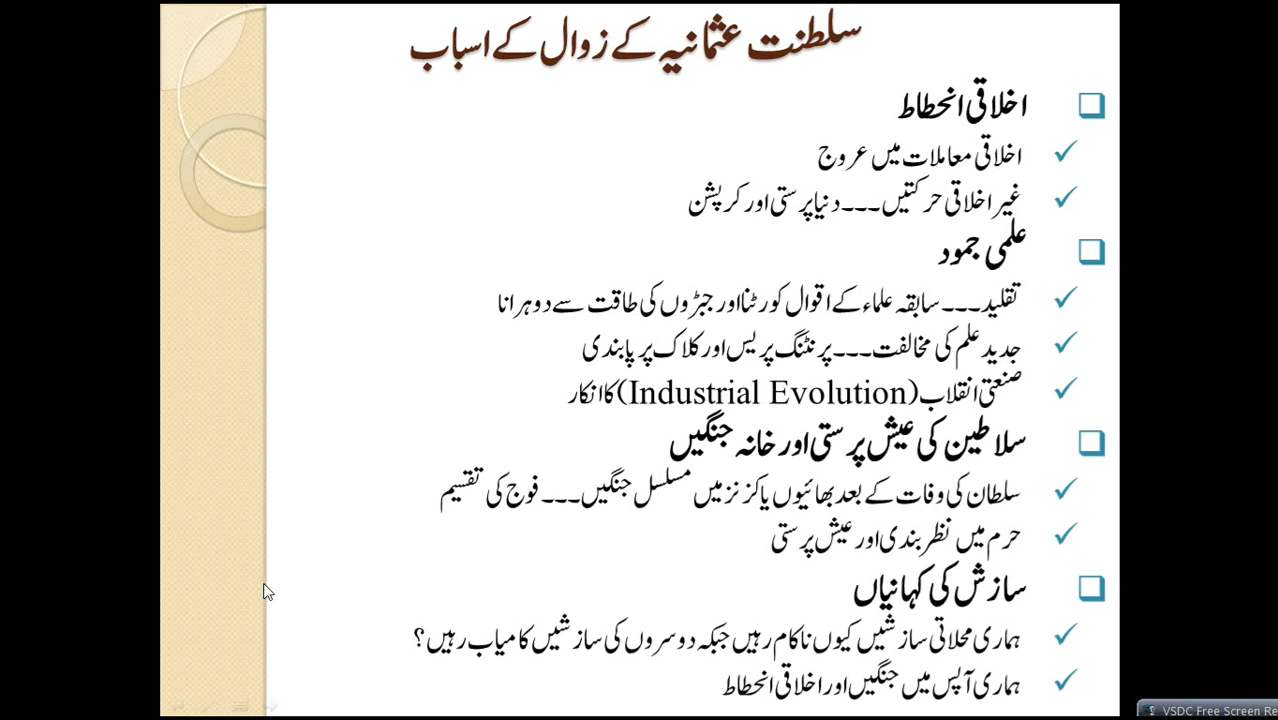 سلطنت عثمانیہ کے زوال کے اسباب
اخلاقی انحطاط
اخلاقی معاملات میں عروج
غیر اخلاقی حرکتیں۔۔۔ دنیا پرستی اور کرپشن
علمی جمود
تقلید۔۔۔ سابقہ علماء کے اقوال کو رٹنا اور جبڑوں کی طاقت سے دوہرانا
جدید علم کی مخالفت۔۔۔ پرنٹنگ پریس اور کلاک پر پابندی
صنعتی انقلاب (Industrial Evolution) کا انکار
سلاطین کی عیش پرستی اور خانہ جنگیں
سلطان کی وفات کے بعد بھائیوں یا کزنز میں مسلسل جنگیں۔۔۔ فوج کی تقسیم
حرم میں نظر بندی اور عیش پرستی
سازش کی کہانیاں
ہماری محلاتی سازشیں کیوں ناکام رہیں جبکہ دوسروں کی سازشیں کامیاب رہیں؟
ہماری آپس میں جنگیں اور اخلاقی انحطاط
VSDC Free Screen Re